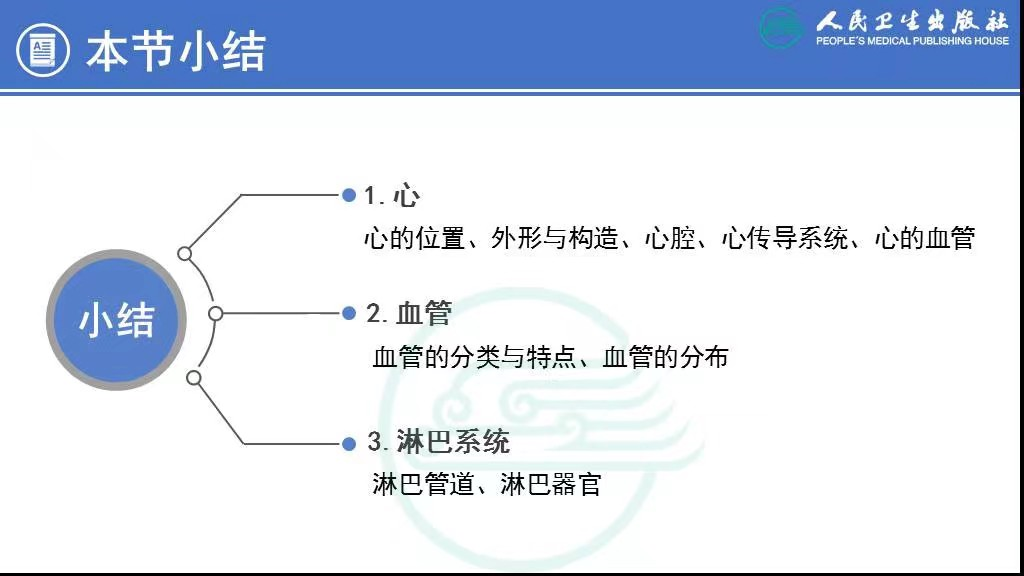 本节小结
人民卫生出版社
PEOPLE'S MEDICAL PUBLISHING HOUSE
小结
1.心
心的位置、外形与构造、心腔、心传导系统、心的血管
2.血管
血管的分类与特点、血管的分布
3.淋巴系统
淋巴管道、淋巴器官